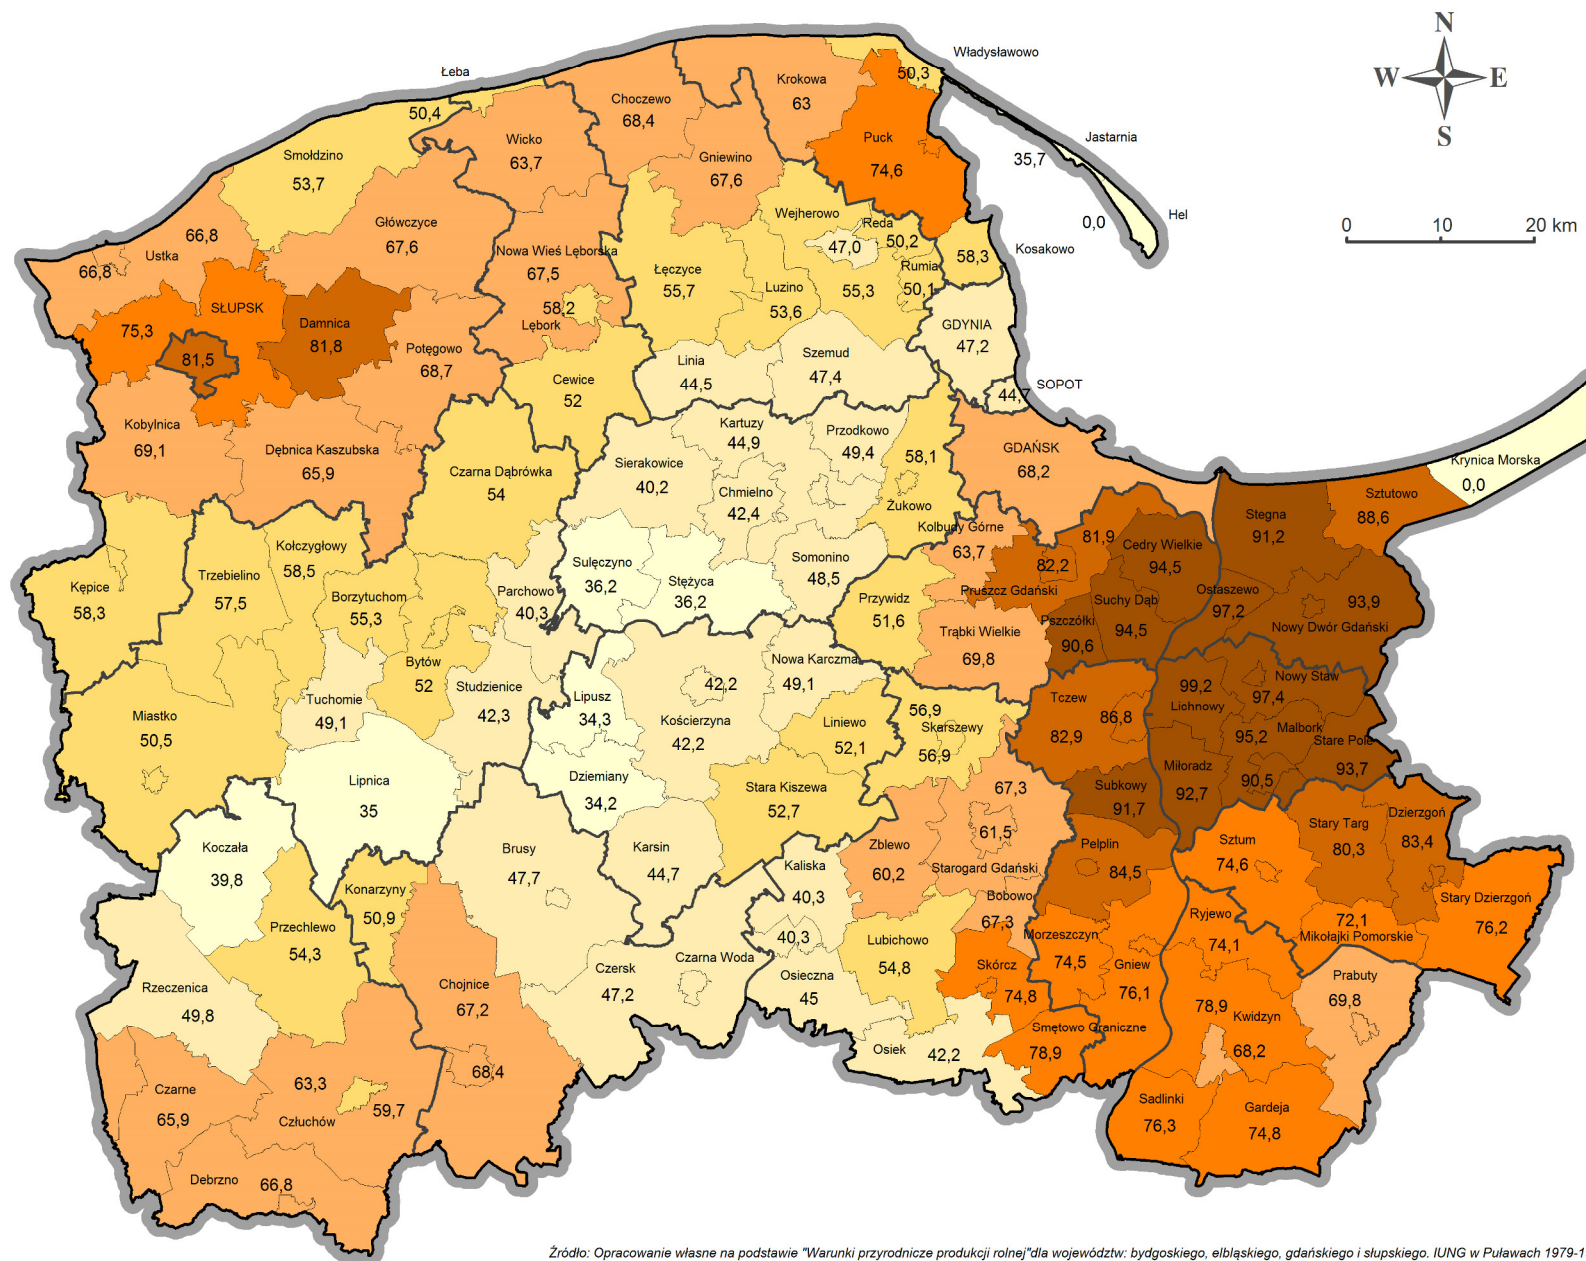 N
W E
S
0 10 20 km
Łeba
50,4
Władysławowo
50,3
Krokowa
63
Choczewo
68,4
Puck
74,6
Jastarnia
35,7
Hel
0,0
Wicko
63,7
Gniewino
67,6
Smołdzino
53,7
Główczyce
67,6
Wejherowo
47,0
Reda
50,2
Rumia
50,1
55,3
Kosakowo
58,3
Ustka
66,8
66,8
Nowa Wieś Lęborska
67,5
58,2
Lębork
Łęczyce
55,7
Luzino
53,6
SŁUPSK
75,3
81,5
Damnica
81,8
Potęgowo
68,7
GDYNIA
47,2
SOPOT
44,7
Linia
44,5
Szemud
47,4
Cewice
52
Kobylnica
69,1
Dębnica Kaszubska
65,9
Czarna Dąbrówka
54
Kartuzy
44,9
Przodkowo
49,4
Sierakowice
40,2
Chmielno
42,4
58,1
Żukowo
GDAŃSK
68,2
Krynica Morska
0,0
Sztutowo
88,6
Stegna
91,2
Kolbudy Górne
63,7
81,9
82,2
Pruszcz Gdański
Cedry Wielkie
94,5
Suchy Dąb
94,5
Ostaszewo
97,2
93,9
Nowy Dwór Gdański
Kępice
58,3
Trzebielino
57,5
Kołczygłowy
58,5
Borzytuchom
55,3
Parchowo
40,3
Sulęczyno
36,2
Stężyca
36,2
Somonino
48,5
Przywidz
51,6
Trąbki Wielkie
69,8
Pszczółki
90,6
Bytów
52
Studzienice
42,3
Tuchomie
49,1
Miastko
50,5
Lipusz
34,3
42,2
Kościerzyna
42,2
Nowa Karczma
49,1
Liniewo
52,1
56,9
Skarszewy
56,9
Tczew
82,9
86,8
99,2
Lichnowy
Nowy Staw
97,4
Malbork
95,2
90,5
Stare Pole
93,7
Miłoradz
92,7
Lipnica
35
Dziemiany
34,2
Stara Kiszewa
52,7
67,3
61,5
Starogard Gdański
Subkowy
91,7
Koczała
39,8
Brusy
47,7
Karsin
44,7
Kaliska
40,3
40,3
Zblewo
60,2
Bobowo
67,3
Pelplin
84,5
Sztum
74,6
Stary Targ
80,3
Dzierzgoń
83,4
Stary Dzierzgoń
76,2
72,1
Mikołajki Pomorskie
Konarzyny
50,9
Przechlewo
54,3
Rzeczenica
49,8
Chojnice
67,2
68,4
Czersk
47,2
Czarna Woda
Osieczna
45
Lubichowo
54,8
Skórcz
74,8
Morzeszczyn
74,5
Gniew
76,1
Ryjewo
74,1
78,9
Kwidzyn
68,2
Prabuty
69,8
Osiek
42,2
Smętowo Graniczne
78,9
Czarne
65,9
63,3
Człuchów
59,7
Debrzno
66,8
Sadlinki
76,3
Gardeja
74,8
Źródło: Opracowanie własne na podstawie "Warunki przyrodnicze produkcji rolnej"dla województw: bydgoskiego, elbląskiego, gdańskiego i słupskiego. IUNG w Puławach 1979-1